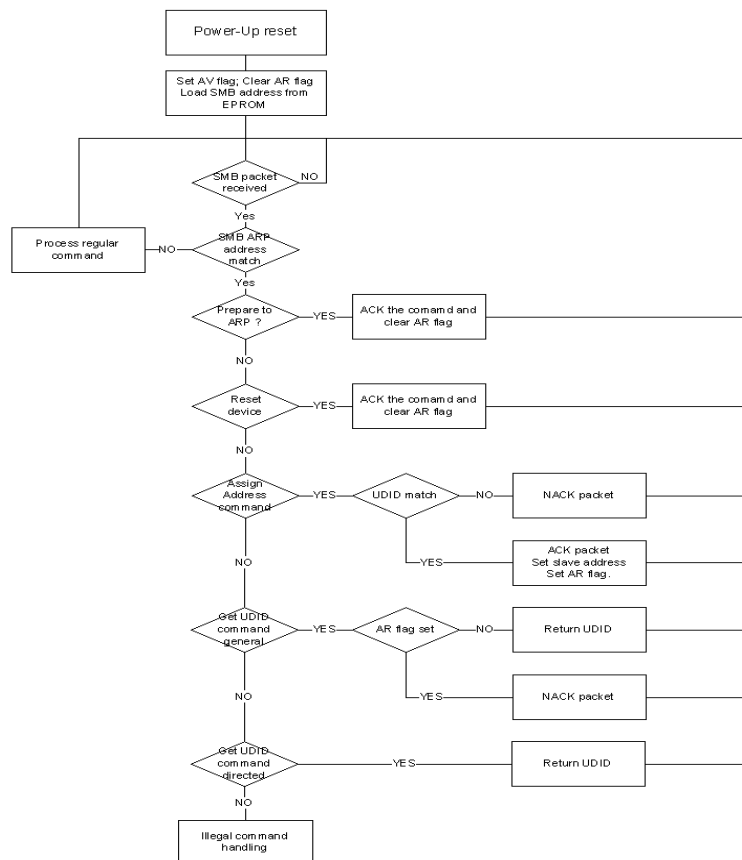 Power-Up reset
Set AV flag; Clear AR flag
Load SMB address from
EPROM
SMB packet
received
NO
Yes
Process regular
command
NO
SMB ARP
address
match
Yes
Prepare to
ARP ?
YES
ACK the comamd and
clear AR flag
NO
Reset
device
YES
ACK the comamd and
clear AR flag
NO
Assign
Address
command
YES
UDID match
NO
NACK packet
NO
YES
ACK packet
Set slave address
Set AR flag.
Get UDID
command
general
YES
AR flag set
NO
Return UDID
NO
YES
NACK packet
Get UDID
command
directed
YES
Return UDID
NO
Illegal command
handling